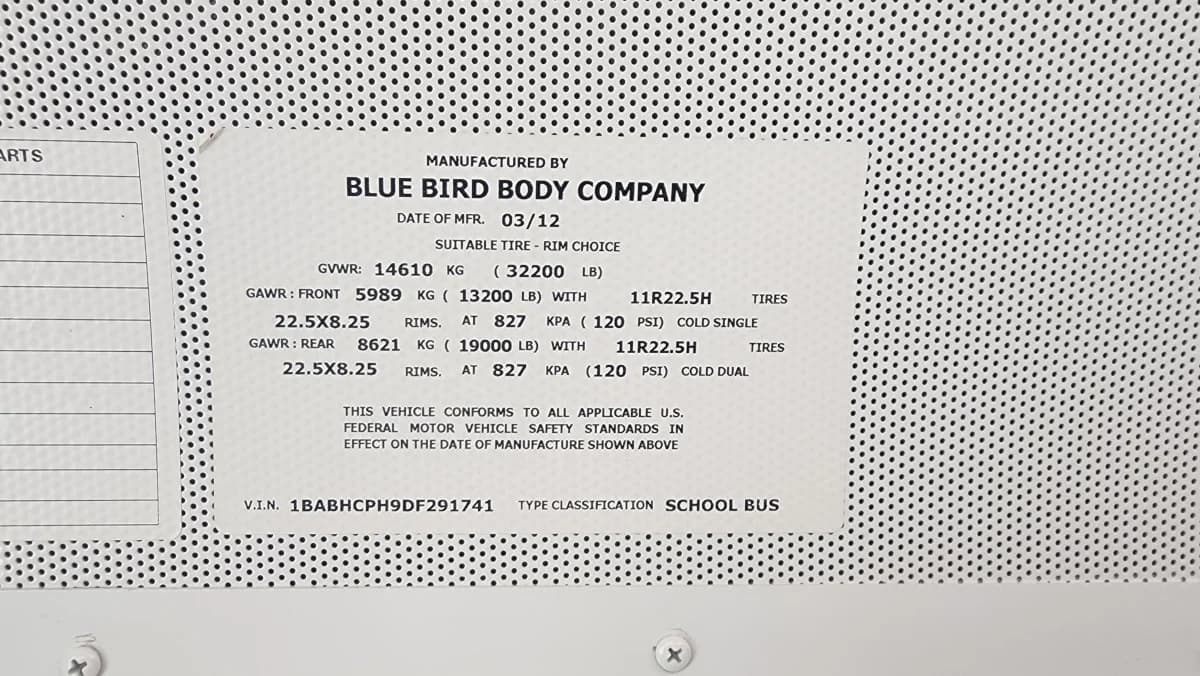 ARTS
MANUFACTURED BY
BLUE BIRD BODY COMPANY
DATE OF MFR. 03/12
SUITABLE TIRE - RIM CHOICE
GVWR: 14610 KG ( 32200 LB)
GAWR : FRONT 5989 KG ( 13200 LB) WITH 11R22.5H TIRES
22.5X8.25 RIMS. AT 827 KPA ( 120 PSI) COLD SINGLE
GAWR : REAR 8621 KG ( 19000 LB) WITH 11R22.5H TIRES
22.5X8.25 RIMS. AT 827 KPA (120 PSI) COLD DUAL
THIS VEHICLE CONFORMS TO ALL APPLICABLE U.S.
FEDERAL MOTOR VEHICLE SAFETY STANDARDS IN
EFFECT ON THE DATE OF MANUFACTURE SHOWN ABOVE
V.I.N. 1BABHCPH9DF291741 TYPE CLASSIFICATION SCHOOL BUS